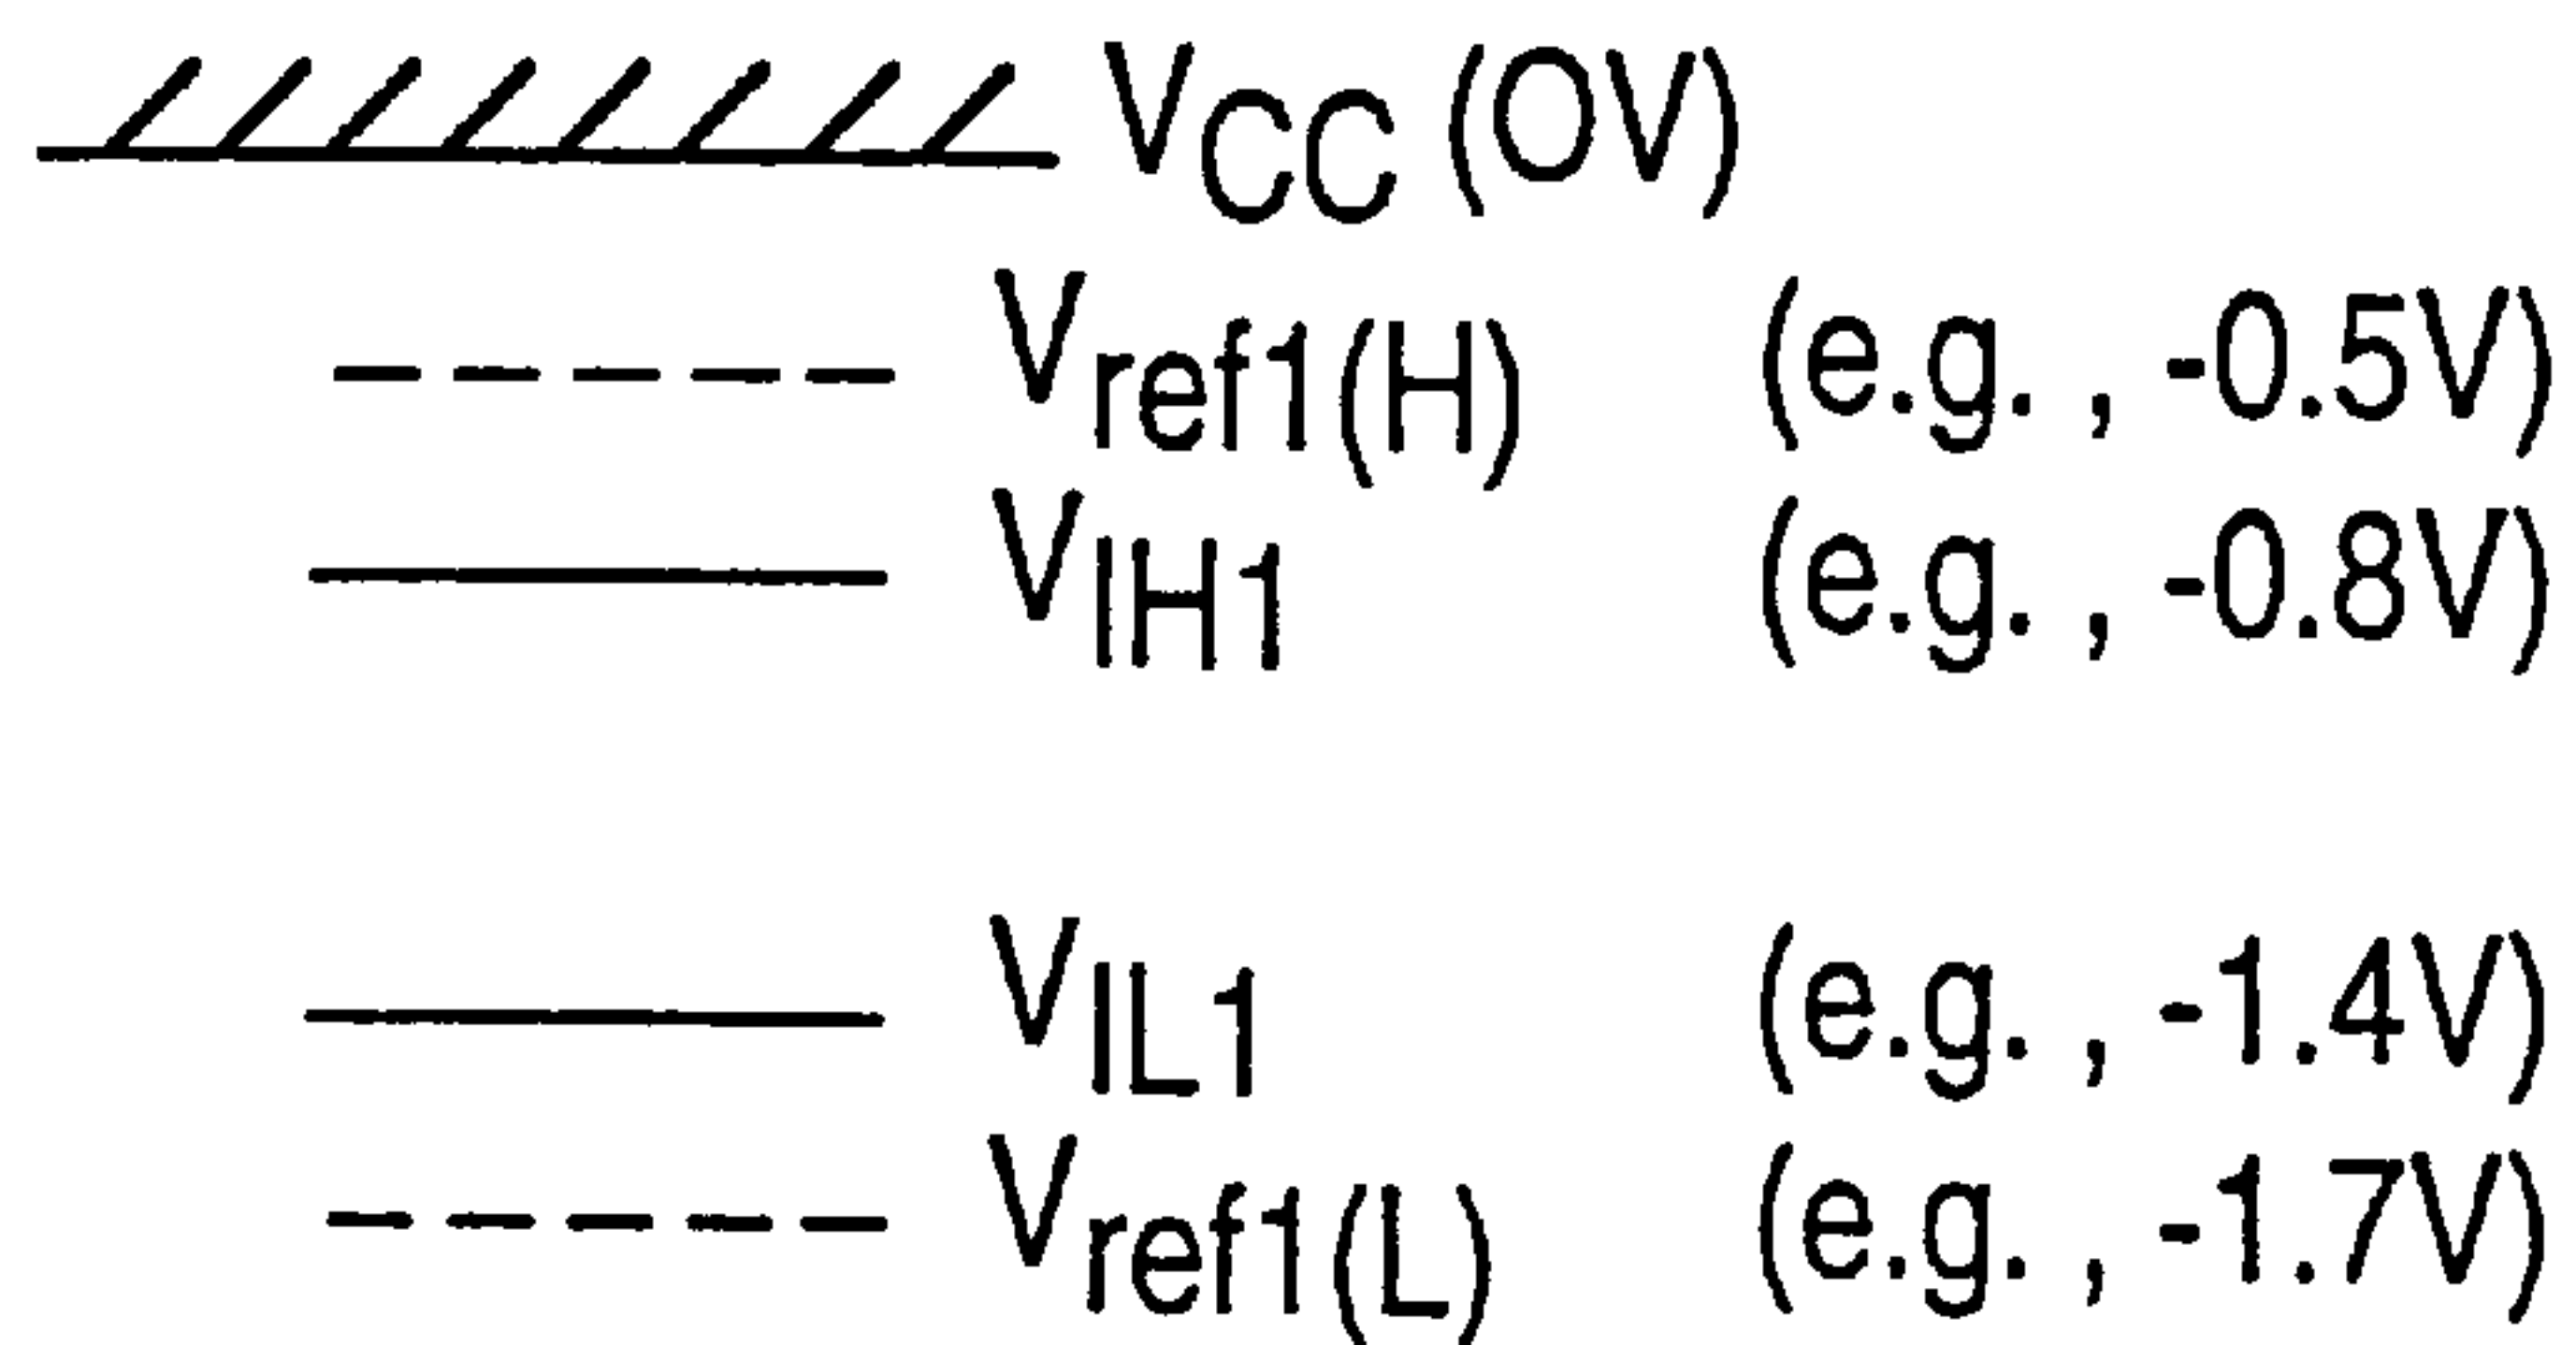 VCC (OV)
Vref1(H) (e.g. , -0.5V)
VIH1 (e.g. , -0.8V)
VIL1 (e.g. , -1.4V)
Vref1(L) (e.g. , -1.7V)